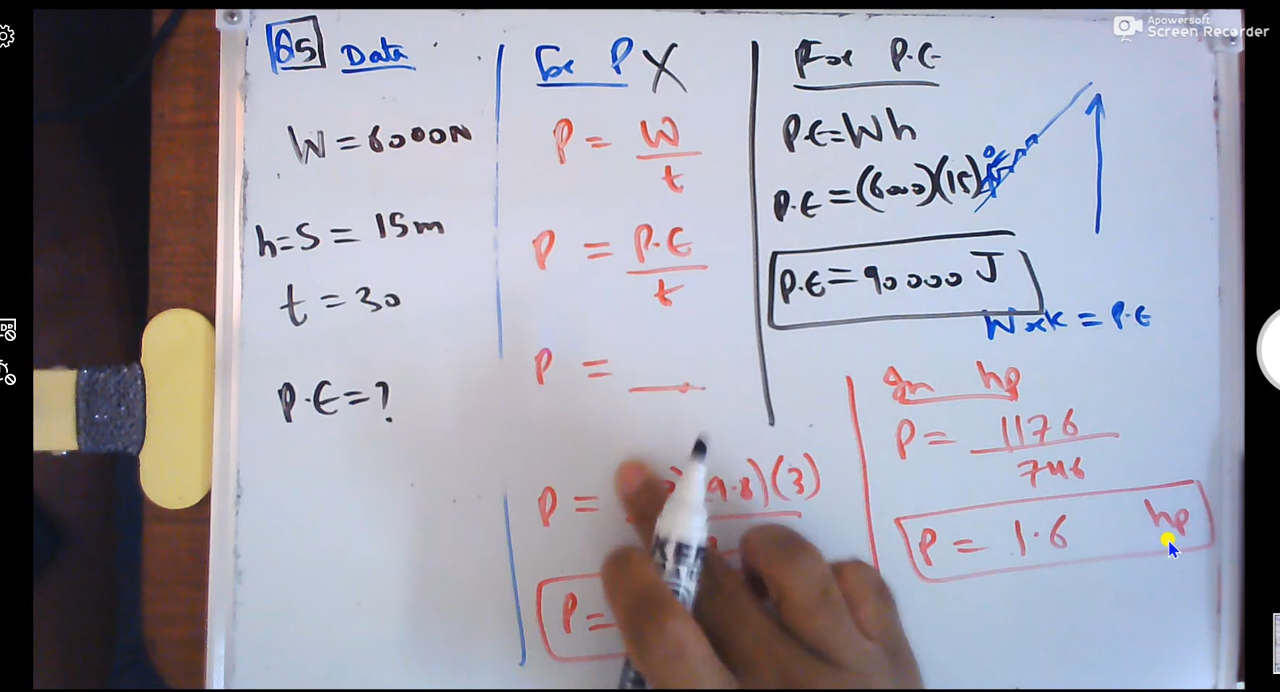 Q5 Data
W = 6000N
h=S = 15m
t = 30
P.E = ?
For P X
P = W / t
P = P.E / t
P =
P = (9.8)(3)
P =
For P.E
P.E = Wh
P.E = (6000)(15)
P.E = 90000 J
Work = P.E
In hp
P = 1176 / 746
P = 1.6 hp
Apowersoft
Screen Recorder